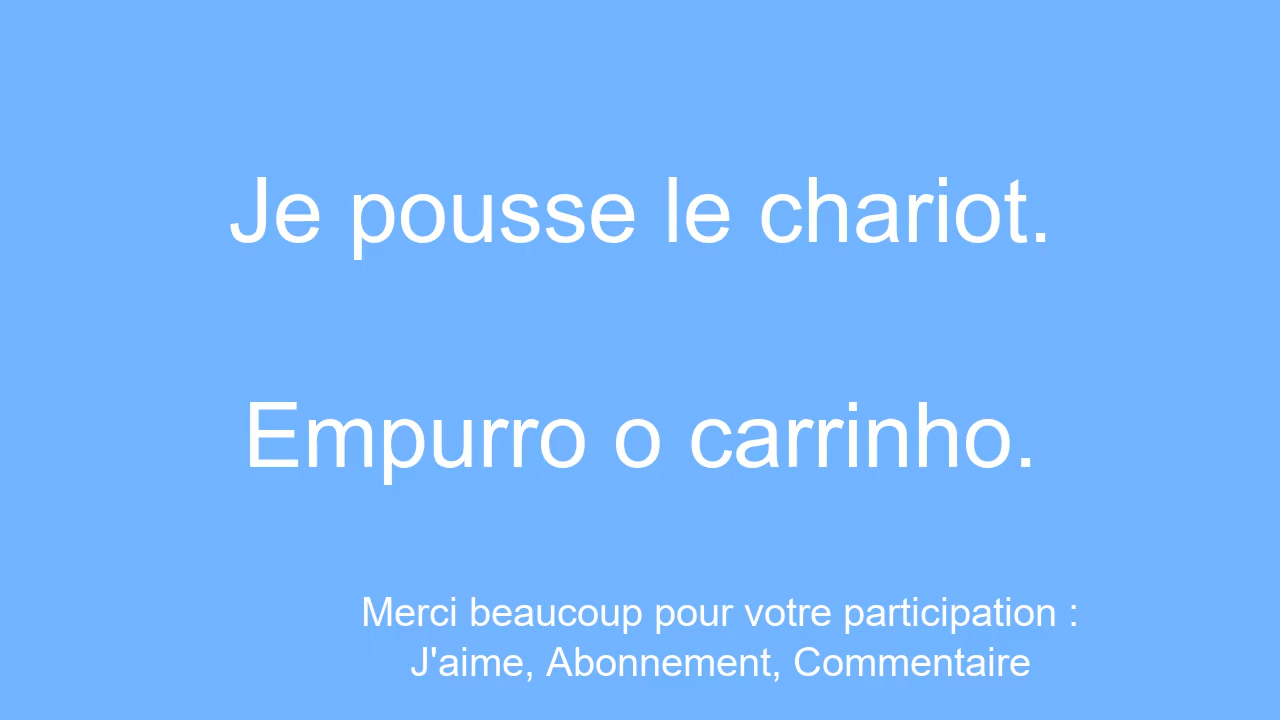 Je pousse le chariot.
Empurro o carrinho.
Merci beaucoup pour votre participation :
J'aime, Abonnement, Commentaire